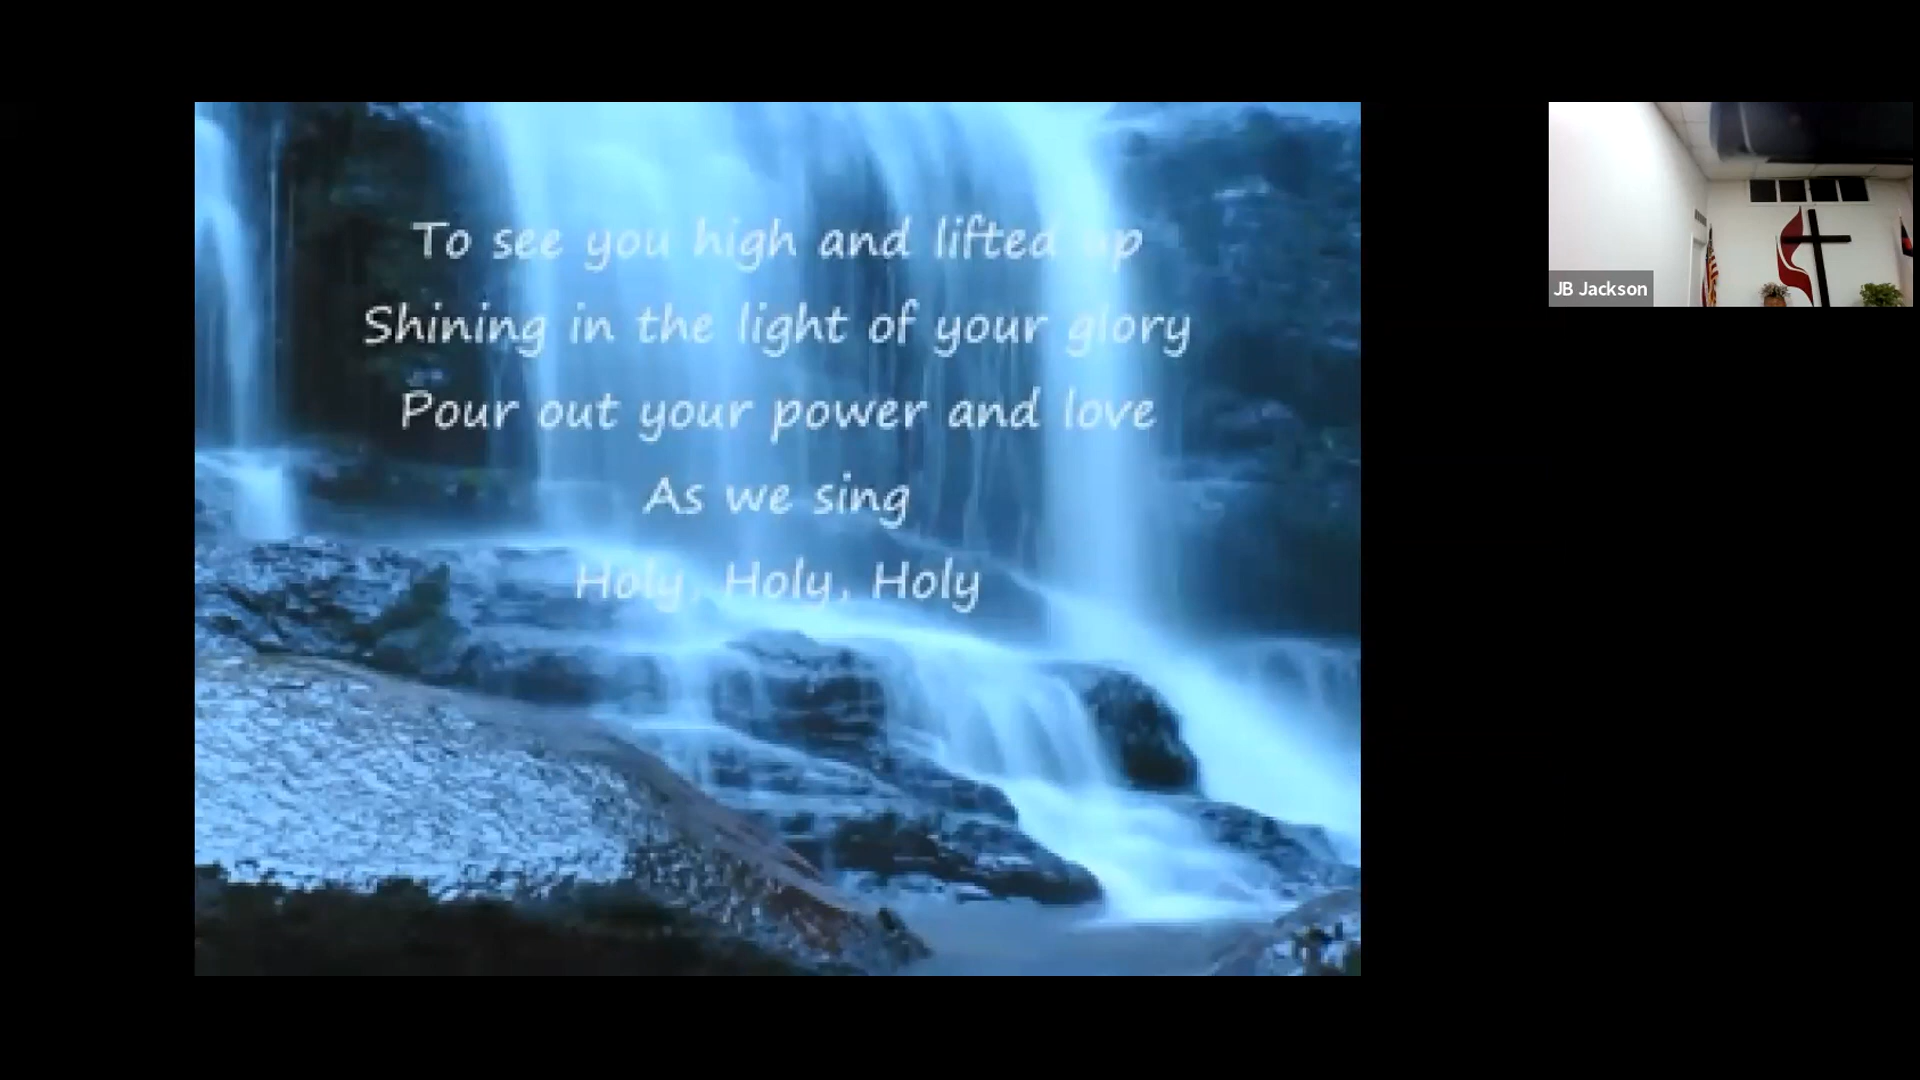 To see you high and lifted up
Shining in the light of your glory
Pour out your power and love
As we sing
Holy, Holy, Holy
JB Jackson